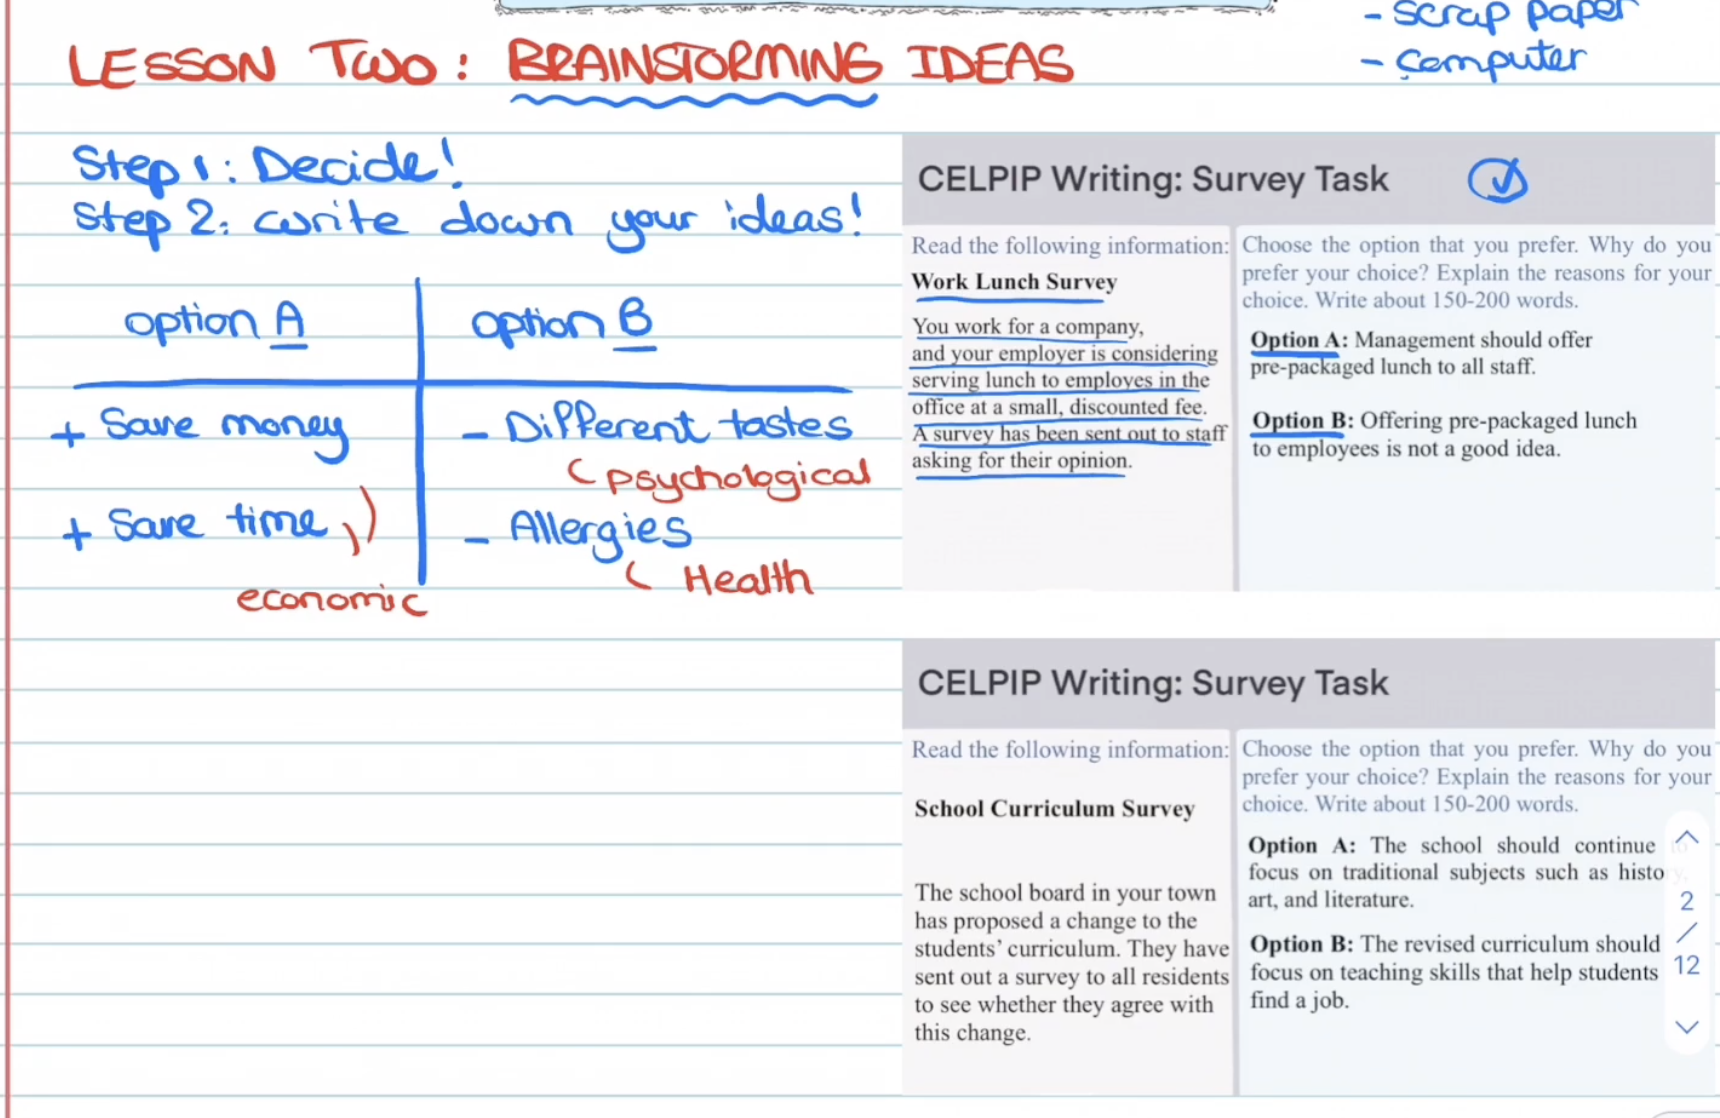 - scrap paper
- Computer
LESSON TWO: BRAINSTORMING IDEAS
Step 1: Decide!
Step 2: write down your ideas!
option A
option B
+ Save money
- Different tastes
psychological
+ Save time
- Allergies
Health
economic
CELPIP Writing: Survey Task
Read the following information:
Work Lunch Survey
You work for a company,
and your employer is considering
serving lunch to employes in the
office at a small, discounted fee.
A survey has been sent out to staff
asking for their opinion.
Choose the option that you prefer. Why do you
prefer your choice? Explain the reasons for your
choice. Write about 150-200 words.
Option A: Management should offer
pre-packaged lunch to all staff.
Option B: Offering pre-packaged lunch
to employees is not a good idea.
CELPIP Writing: Survey Task
Read the following information:
School Curriculum Survey
The school board in your town
has proposed a change to the
students' curriculum. They have
sent out a survey to all residents
to see whether they agree with
this change.
Choose the option that you prefer. Why do you
prefer your choice? Explain the reasons for your
choice. Write about 150-200 words.
Option A: The school should continue to
focus on traditional subjects such as history,
art, and literature.
Option B: The revised curriculum should
focus on teaching skills that help students
find a job.
2
/
12